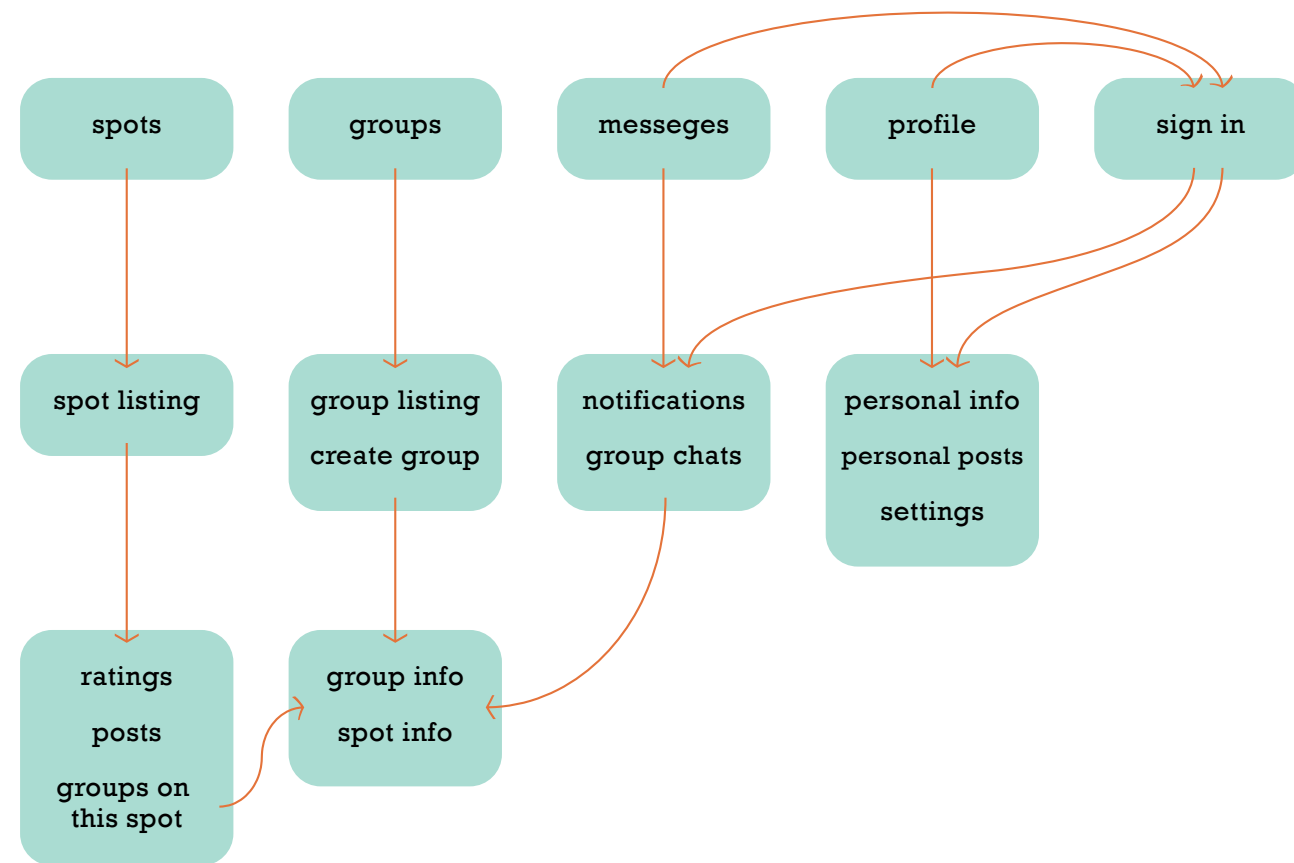 spots
groups
messeges
profile
sign in
spot listing
group listing
create group
notifications
group chats
personal info
personal posts
settings
ratings
posts
groups on
this spot
group info
spot info